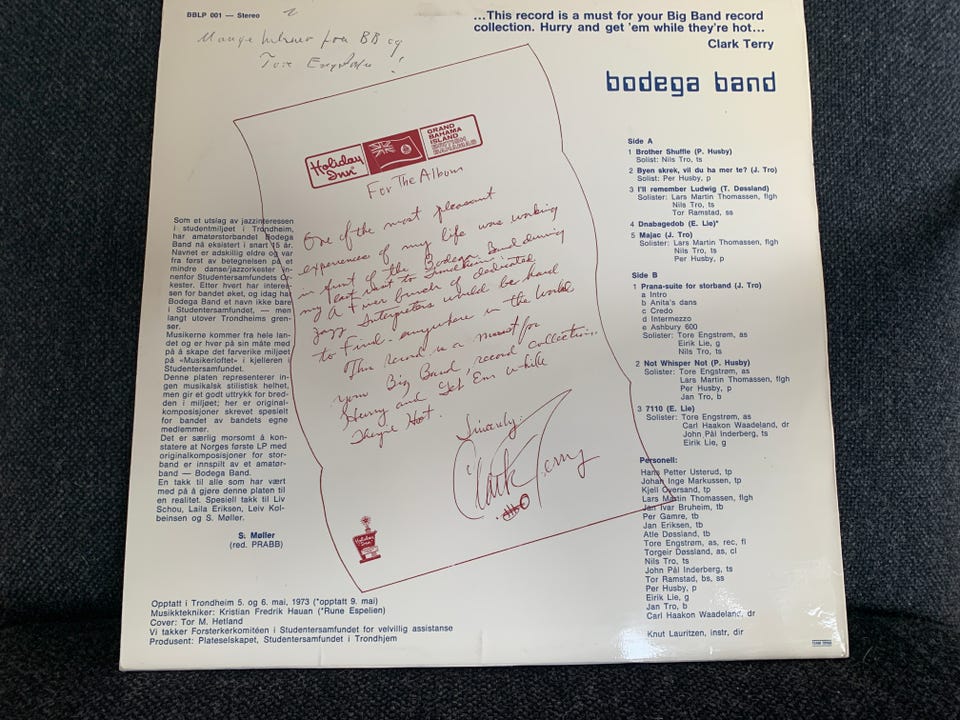 BBLP 001 — Stereo
...This record is a must for your Big Band record
collection. Hurry and get 'em while they're hot...
Clark Terry
BB og
Tore Engstrøm !
bodega band
Holiday Inn
GRAND
BAHAMA
ISLAND
For The Album
One of the most pleasant
experiences of my life was working
in front of the Bodega Band during
my last visit to
A finer bunch of dedicated
Jazz Interpreters would be hard
to Find - anywhere in the World
This record is a must for
your Big Band, record Collection...
Hurry and Get Em while
They're Hot.
Sincerely,
Clark Terry
Holiday Inn
Som et utslag av jazzinteressen
i studentmiljøet i Trondheim,
har amatørstorbandet Bodega
Band nå eksistert i snart 15 år.
Navnet er adskillig eldre og var
fra først av betegnelsen på et
mindre danse/jazzorkester in-
nenfor Studentersamfundets Or-
kester. Etter hvert har interes-
sen for bandet økt, og idag har
Bodega Band et navn ikke bare
i Studentersamfundet, — men
langt utover Trondheims gren-
ser.
Musikerne kommer fra hele lan-
det og er hver på sin måte med
på å skape det farverike miljøet
på «Musikerloftet» i kjelleren i
Studentersamfundet.
Denne platen representerer in-
gen musikalsk stilistisk helhet,
men gir et godt uttrykk for bred-
den i miljøet; her er original-
komposisjoner skrevet spesielt
for bandet av bandets egne
medlemmer.
Det er særlig morsomt å kon-
statere at Norges første LP med
originalkomposisjoner for stor-
band er innspilt av et amatør-
band — Bodega Band.
En takk til alle som har vært
med på å gjøre denne platen til
en realitet. Spesiell takk til Liv
Schou, Laila Eriksen, Leiv Kol-
beinsen og S. Møller.
S. Møller
(red. PRABB)
Side A
1 Brother Shuffle (P. Husby)
Solist: Nils Tro, ts
2 Byen skrek, vil du ha mer te? (J. Tro)
Solist: Per Husby, p
3 I'll remember Ludwig (T. Døssland)
Solister: Lars Martin Thomassen, flgh
Nils Tro, ts
Tor Ramstad, ss
4 Dnabagedob (E. Lie)*
5 Majac (J. Tro)
Solister: Lars Martin Thomassen, flgh
Nils Tro, ts
Per Husby, p
Side B
1 Prana-suite for storband (J. Tro)
a Intro
b Anita's dans
c Credo
d Intermezzo
e Ashbury 600
Solister: Tore Engstrøm, as
Eirik Lie, g
Nils Tro, ts
2 Not Whisper Not (P. Husby)
Solister: Tore Engstrøm, as
Lars Martin Thomassen, flgh
Per Husby, p
Jan Tro, b
3 7110 (E. Lie)
Solister: Tore Engstrøm, as
Carl Haakon Waadeland, dr
John Pål Inderberg, ts
Eirik Lie, g
Personell:
Hans Petter Usterud, tp
Johan Inge Markussen, tp
Kjell Oversand, tp
Lars Martin Thomassen, flgh
Jan Ivar Bruheim, tb
Per Gamre, tb
Jan Eriksen, tb
Atle Døssland, tb
Tore Engstrøm, as, rec, fl
Torgeir Døssland, as, cl
Nils Tro, ts
John Pål Inderberg, ts
Tor Ramstad, bs, ss
Per Husby, p
Eirik Lie, g
Jan Tro, b
Carl Haakon Waadeland, dr
Knut Lauritzen, instr, dir
Opptatt i Trondheim 5. og 6. mai, 1973 (*opptatt 9. mai)
Musikktekniker: Kristian Fredrik Hauan (*Rune Espelien)
Cover: Tor M. Hetland
Vi takker Forsterkerkomitéen i Studentersamfundet for velvillig assistanse
Produsent: Plateselskapet, Studentersamfundet i Trondhjem